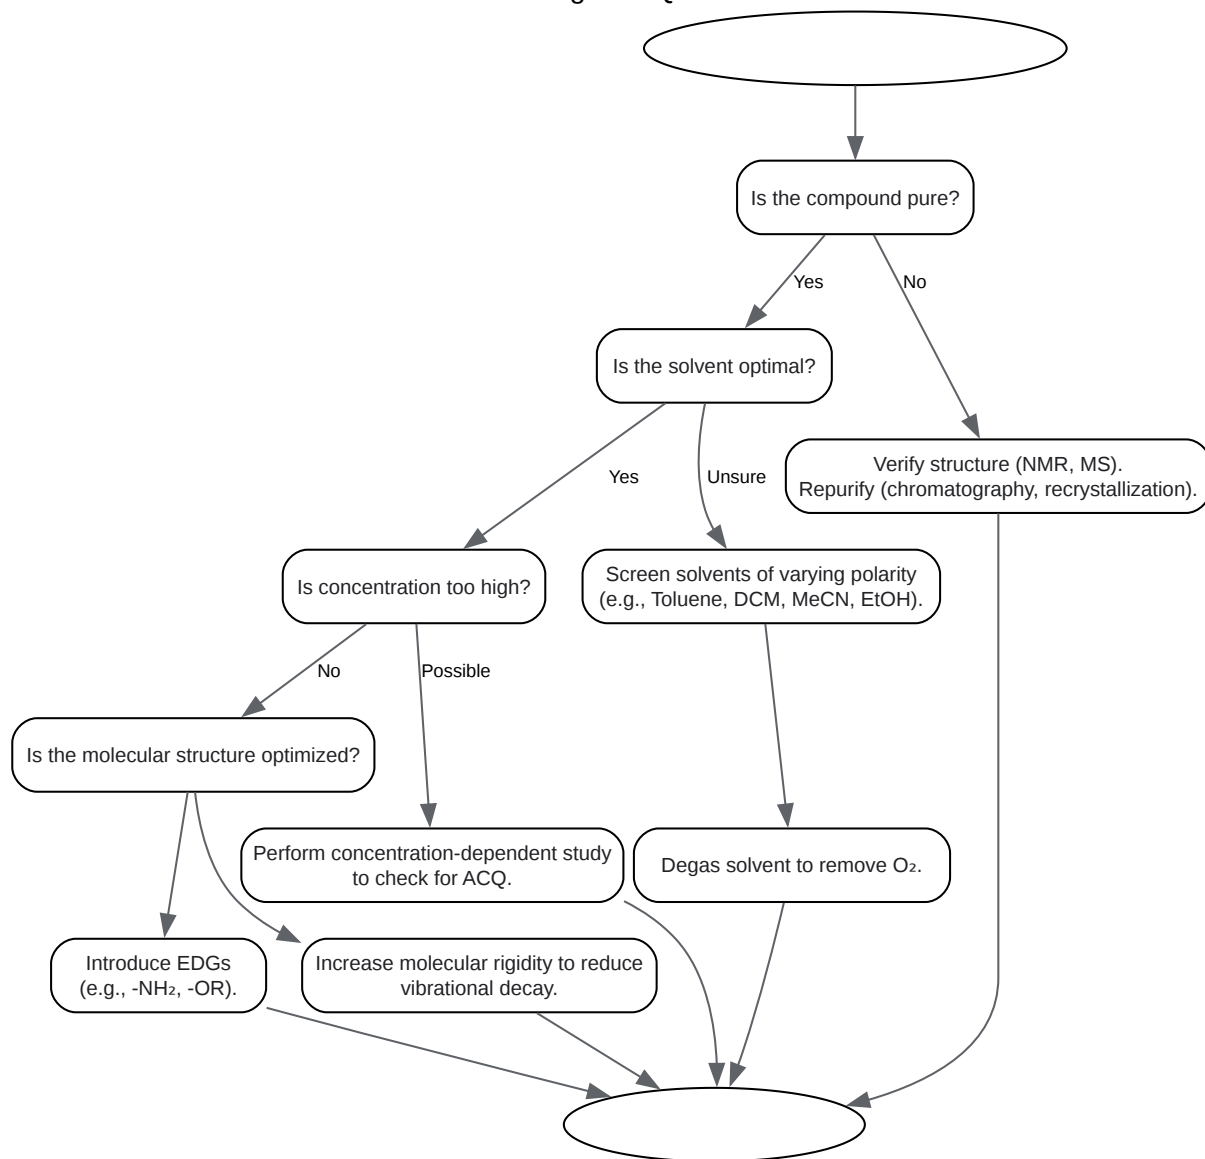 Is the compound pure?
Yes
No
Is the solvent optimal?
Verify structure (NMR, MS).
Repurify (chromatography, recrystallization).
Yes
Unsure
Is concentration too high?
Screen solvents of varying polarity
(e.g., Toluene, DCM, MeCN, EtOH).
No
Possible
Is the molecular structure optimized?
Perform concentration-dependent study
to check for ACQ.
Degas solvent to remove O₂.
Introduce EDGs
(e.g., -NH₂, -OR).
Increase molecular rigidity to reduce
vibrational decay.